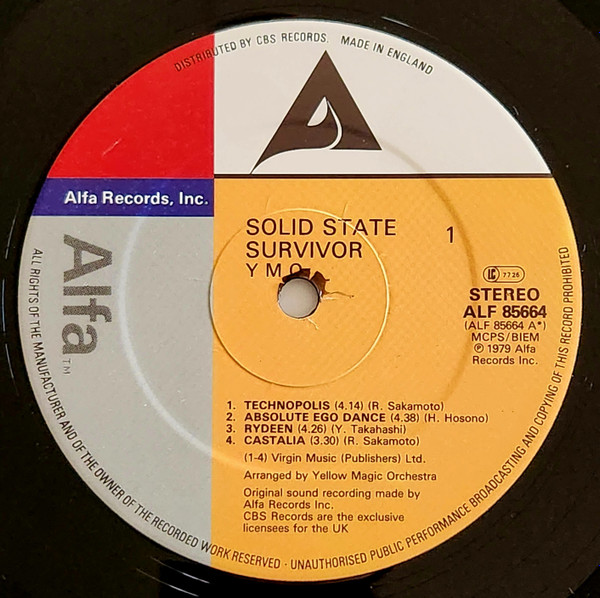 DISTRIBUTED BY CBS RECORDS. MADE IN ENGLAND
Alfa Records, Inc.
Alfa™
SOLID STATE
SURVIVOR
1
Y M O
LC 7726
STEREO
ALF 85664
(ALF 85664 A*)
MCPS/BIEM
℗ 1979 Alfa
Records Inc.
1. TECHNOPOLIS (4.14) (R. Sakamoto)
2. ABSOLUTE EGO DANCE (4.38) (H. Hosono)
3. RYDEEN (4.26) (Y. Takahashi)
4. CASTALIA (3.30) (R. Sakamoto)
(1-4) Virgin Music (Publishers) Ltd.
Arranged by Yellow Magic Orchestra
Original sound recording made by
Alfa Records Inc.
CBS Records are the exclusive
licensees for the UK
ALL RIGHTS OF THE MANUFACTURER AND OF THE OWNER OF THE RECORDED WORK RESERVED · UNAUTHORISED PUBLIC PERFORMANCE BROADCASTING AND COPYING OF THIS RECORD PROHIBITED